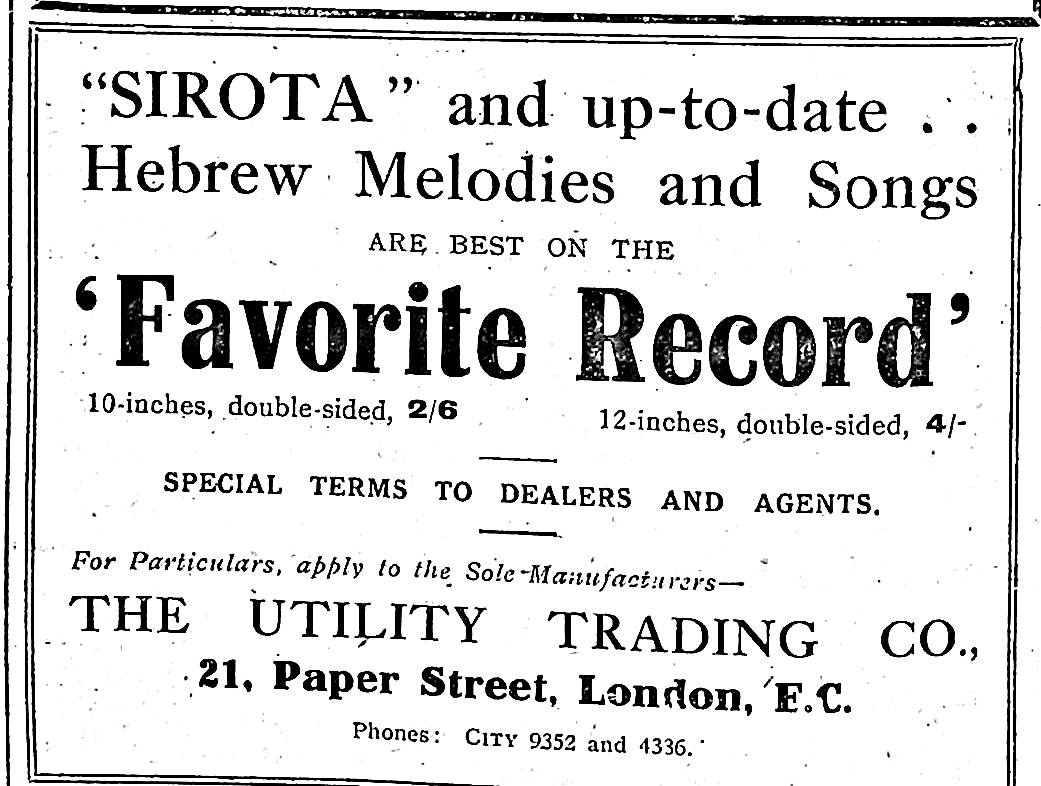 "SIROTA" and up-to-date . .
Hebrew Melodies and Songs
ARE BEST ON THE
'Favorite Record'
10-inches, double-sided, 2/6 12-inches, double-sided, 4/-
SPECIAL TERMS TO DEALERS AND AGENTS.
For Particulars, apply to the Sole Manufacturers—
THE UTILITY TRADING CO.,
21, Paper Street, London, E.C.
Phones: CITY 9352 and 4336.